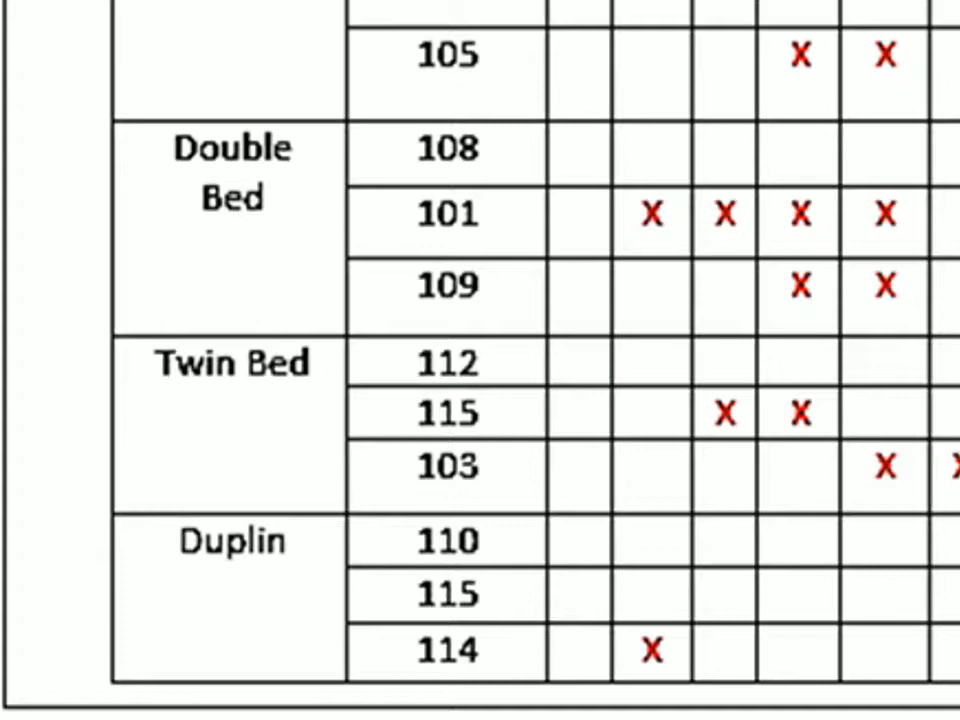 105 X X
Double 108
Bed
101 X X X X
109 X X
Twin Bed 112
115 X X
103 X X
Duplin 110
115
114 X